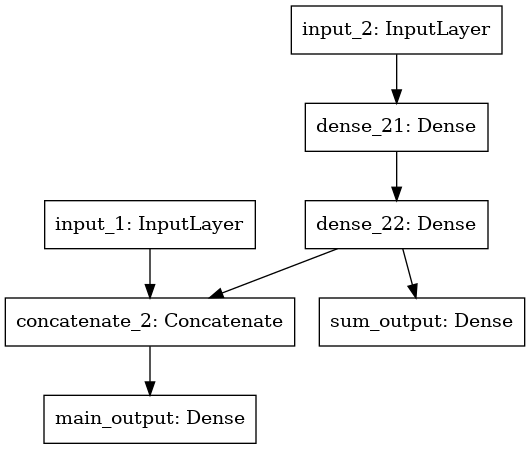 input_2: InputLayer
dense_21: Dense
input_1: InputLayer
dense_22: Dense
concatenate_2: Concatenate
sum_output: Dense
main_output: Dense